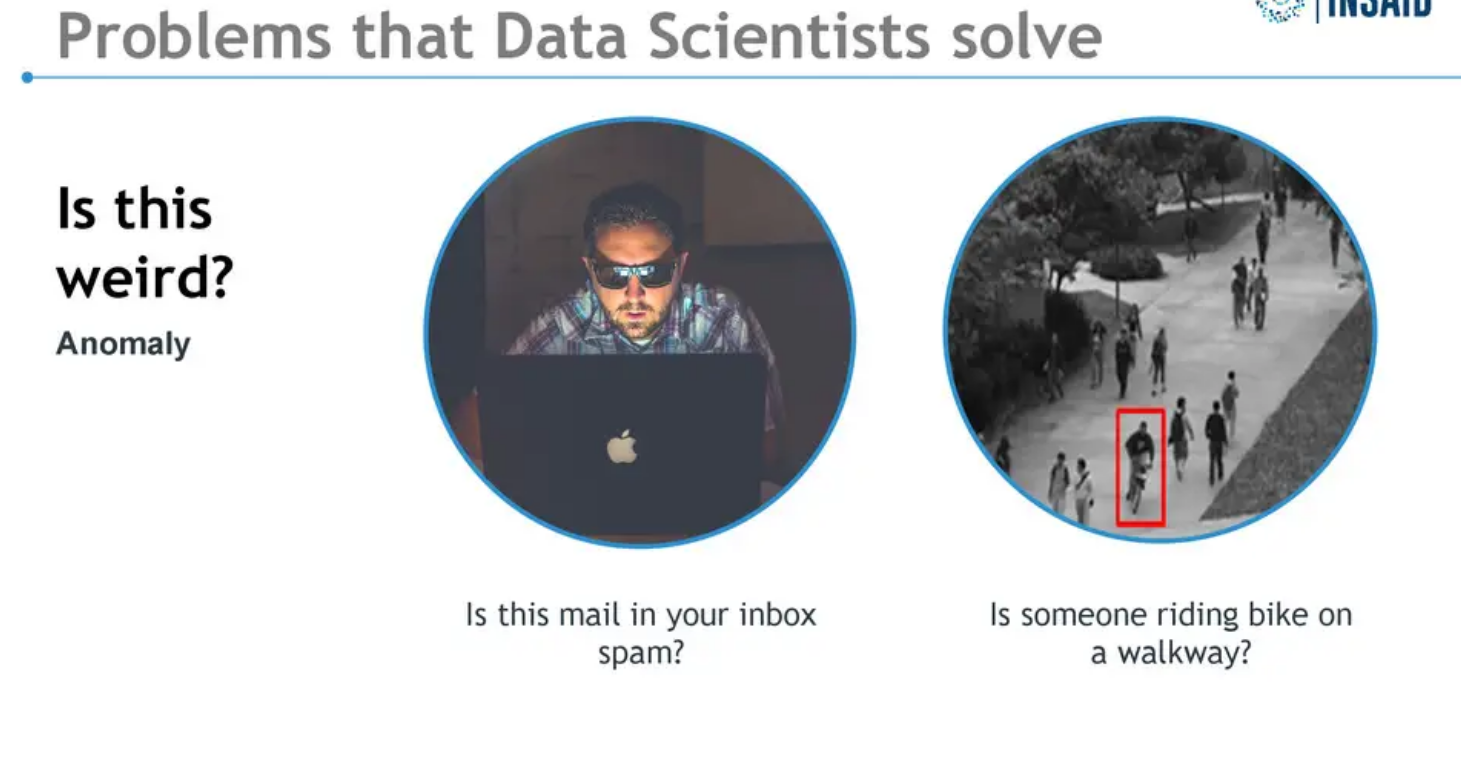 Problems that Data Scientists solve
INSAID
Is this
weird?
Anomaly
Is this mail in your inbox
spam?
Is someone riding bike on
a walkway?